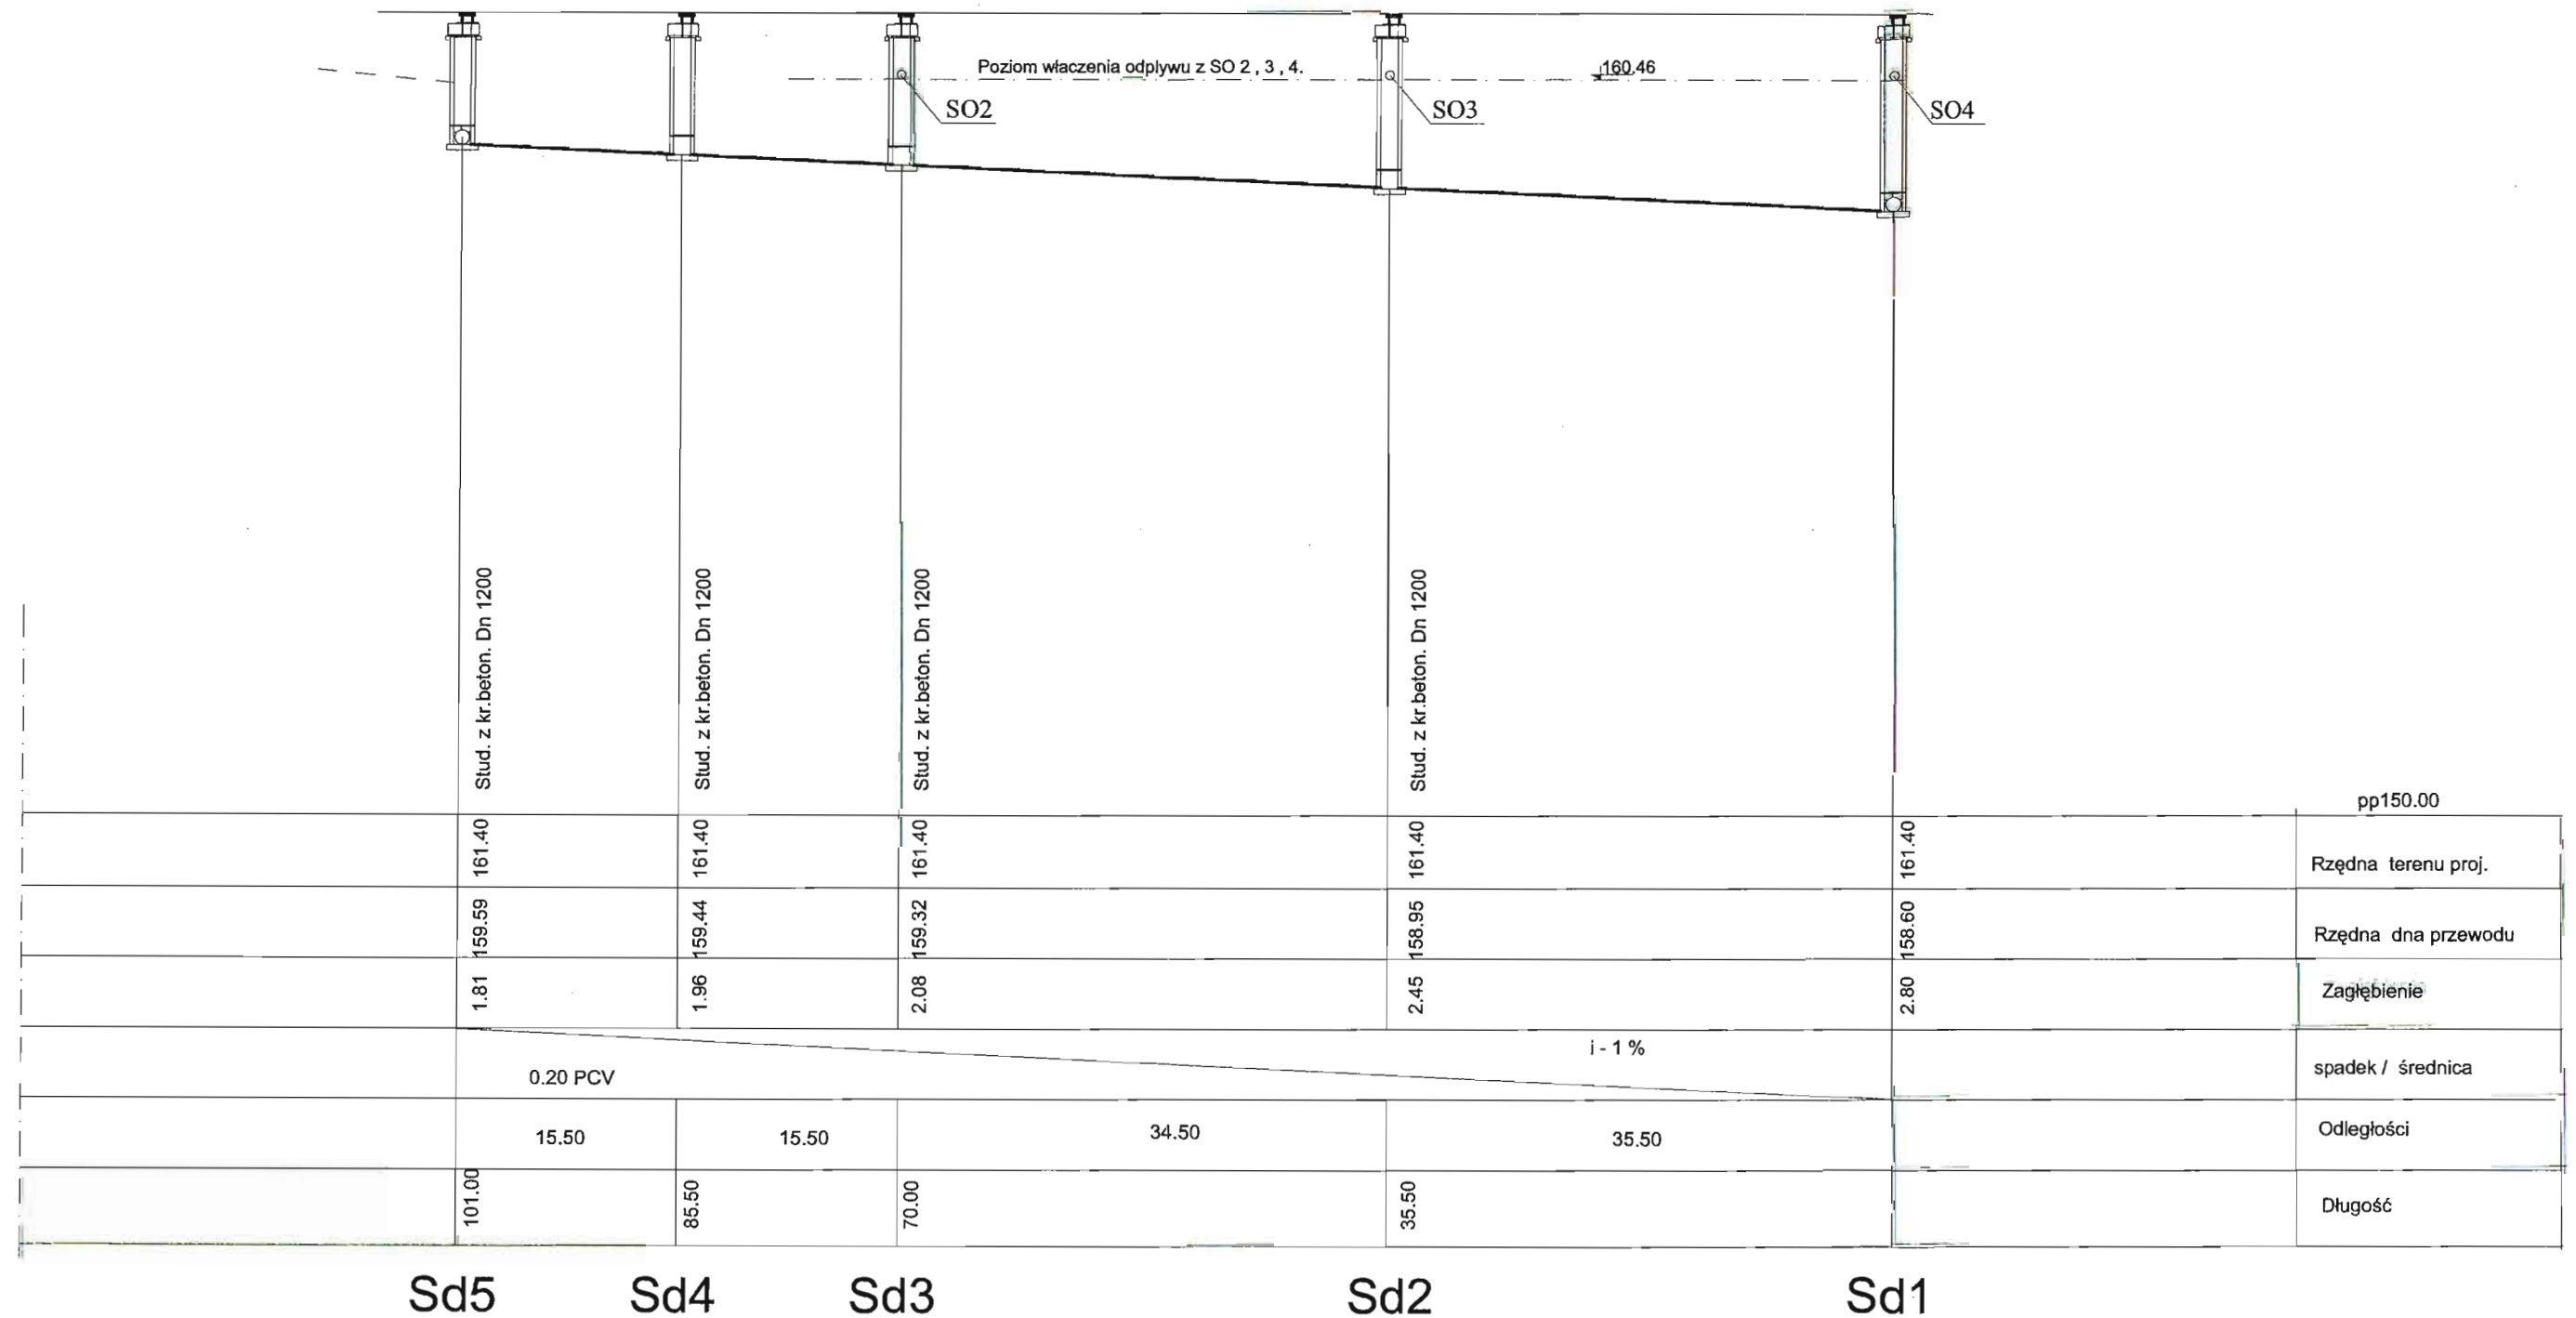 Poziom właczenia odplywu z SO 2 , 3 , 4.
160.46
SO2
SO3
SO4
Stud. z kr.beton. Dn 1200
Stud. z kr.beton. Dn 1200
Stud. z kr.beton. Dn 1200
Stud. z kr.beton. Dn 1200
pp150.00
161.40
161.40
161.40
161.40
161.40
Rzędna terenu proj.
159.59
159.44
159.32
158.95
158.60
Rzędna dna przewodu
1.81
1.96
2.08
2.45
2.80
Zagłębienie
i - 1 %
0.20 PCV
spadek / średnica
15.50
15.50
34.50
35.50
Odległości
101.00
85.50
70.00
35.50
Długość
Sd5
Sd4
Sd3
Sd2
Sd1